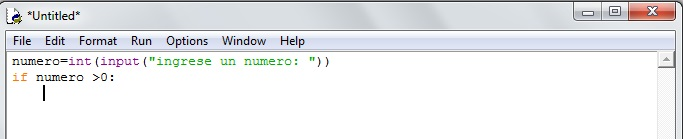 *Untitled*
File Edit Format Run Options Window Help
numero=int(input("ingrese un numero: "))
if numero >0: